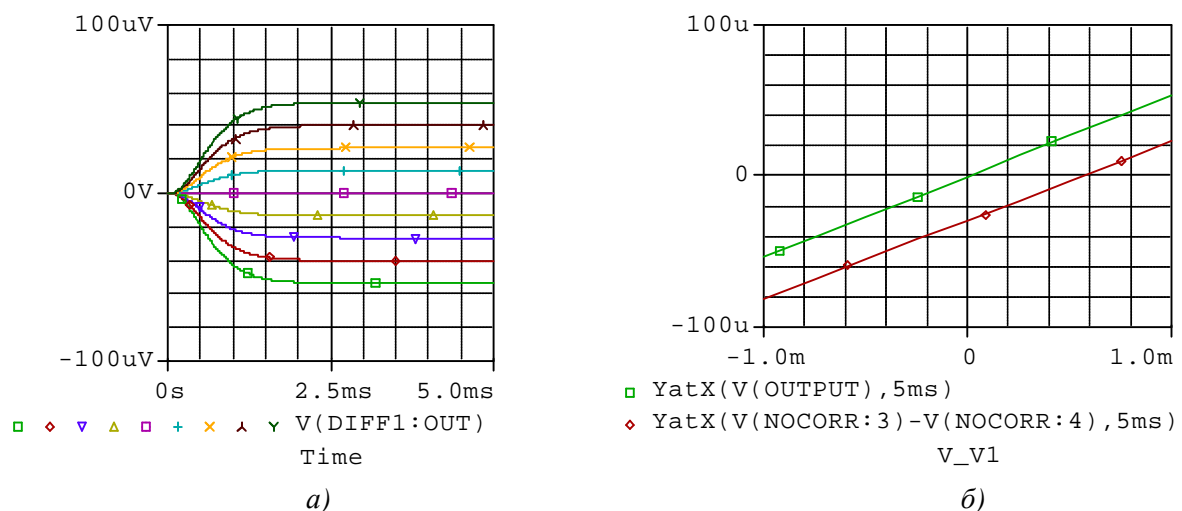 100uV
0V
-100uV
0s 2.5ms 5.0ms
V(DIFF1:OUT)
Time
а)
100u
0
-100u
-1.0m 0 1.0m
YatX(V(OUTPUT),5ms)
YatX(V(NOCORR:3)-V(NOCORR:4),5ms)
V_V1
б)